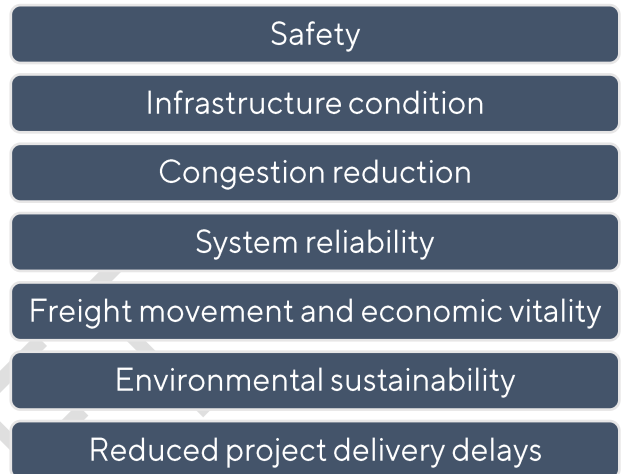 Safety
Infrastructure condition
Congestion reduction
System reliability
Freight movement and economic vitality
Environmental sustainability
Reduced project delivery delays